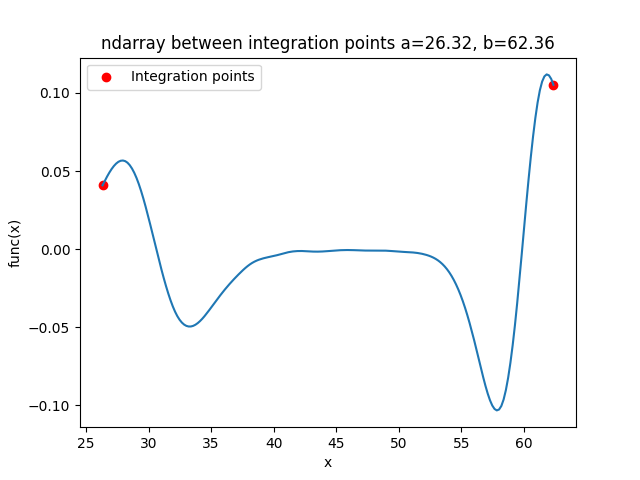 ndarray between integration points a=26.32, b=62.36
Integration points
0.10
0.05
0.00
−0.05
−0.10
func(x)
25 30 35 40 45 50 55 60
x